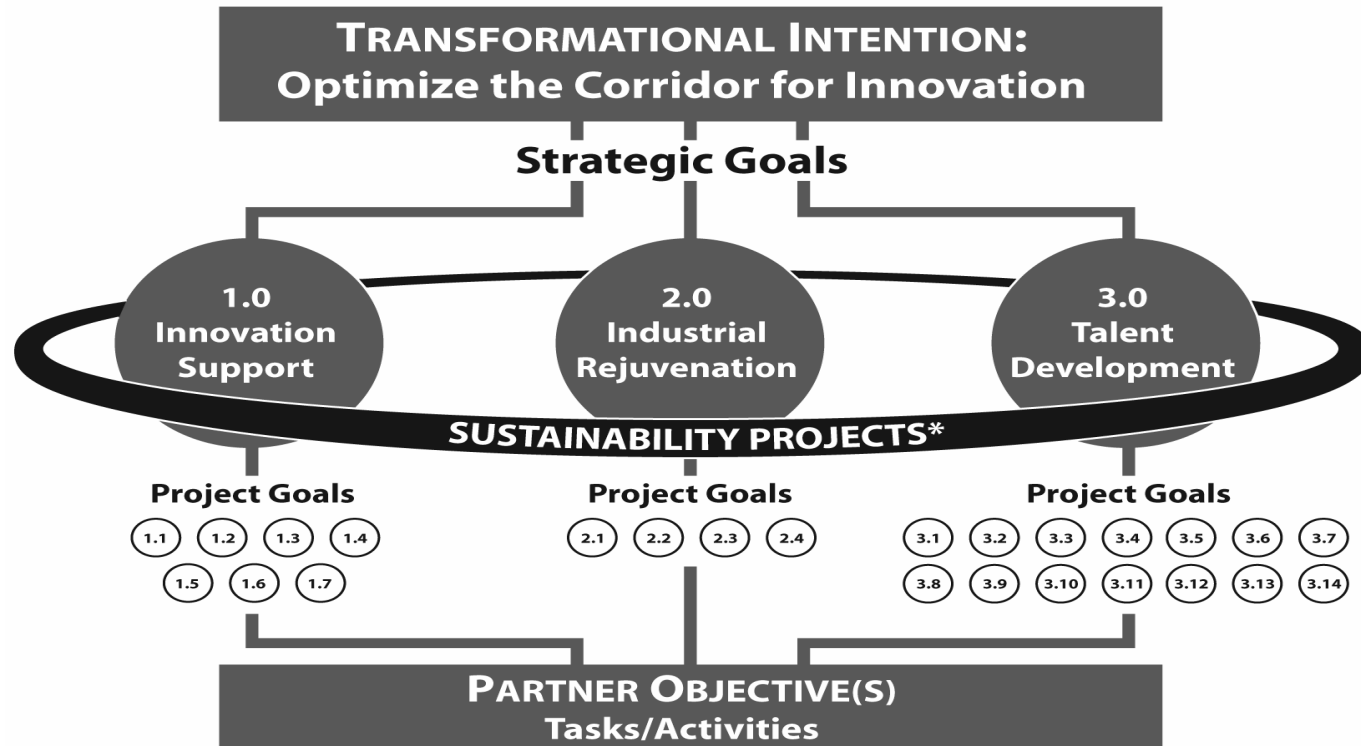 TRANSFORMATIONAL INTENTION:
Optimize the Corridor for Innovation
Strategic Goals
1.0
Innovation
Support
2.0
Industrial
Rejuvenation
3.0
Talent
Development
SUSTAINABILITY PROJECTS*
Project Goals
1.1 1.2 1.3 1.4
1.5 1.6 1.7
Project Goals
2.1 2.2 2.3 2.4
Project Goals
3.1 3.2 3.3 3.4 3.5 3.6 3.7
3.8 3.9 3.10 3.11 3.12 3.13 3.14
PARTNER OBJECTIVE(S)
Tasks/Activities